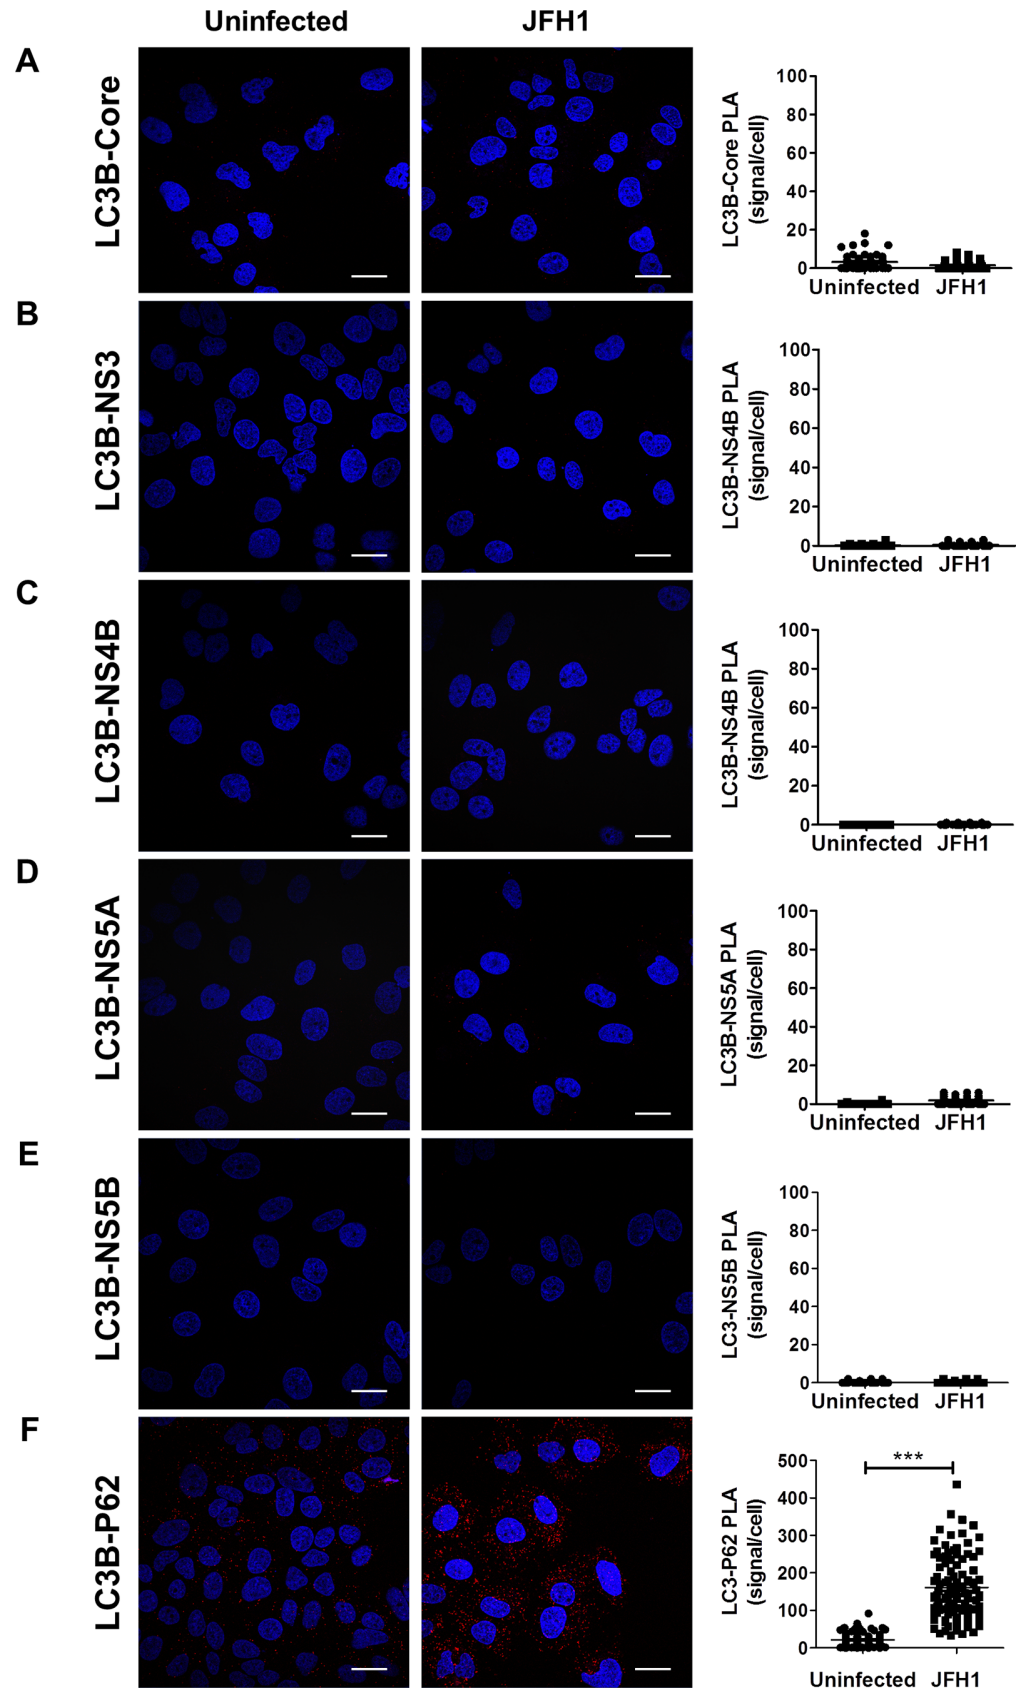 Uninfected JFH1
A
LC3B-Core
LC3B-Core PLA
(signal/cell)
100
80
60
40
20
0
Uninfected JFH1
B
LC3B-NS3
LC3B-NS4B PLA
(signal/cell)
100
80
60
40
20
0
Uninfected JFH1
C
LC3B-NS4B
LC3B-NS4B PLA
(signal/cell)
100
80
60
40
20
0
Uninfected JFH1
D
LC3B-NS5A
LC3B-NS5A PLA
(signal/cell)
100
80
60
40
20
0
Uninfected JFH1
E
LC3B-NS5B
LC3-NS5B PLA
(signal/cell)
100
80
60
40
20
0
Uninfected JFH1
F
LC3B-P62
LC3-P62 PLA
(signal/cell)
500
400
300
200
100
0
***
Uninfected JFH1